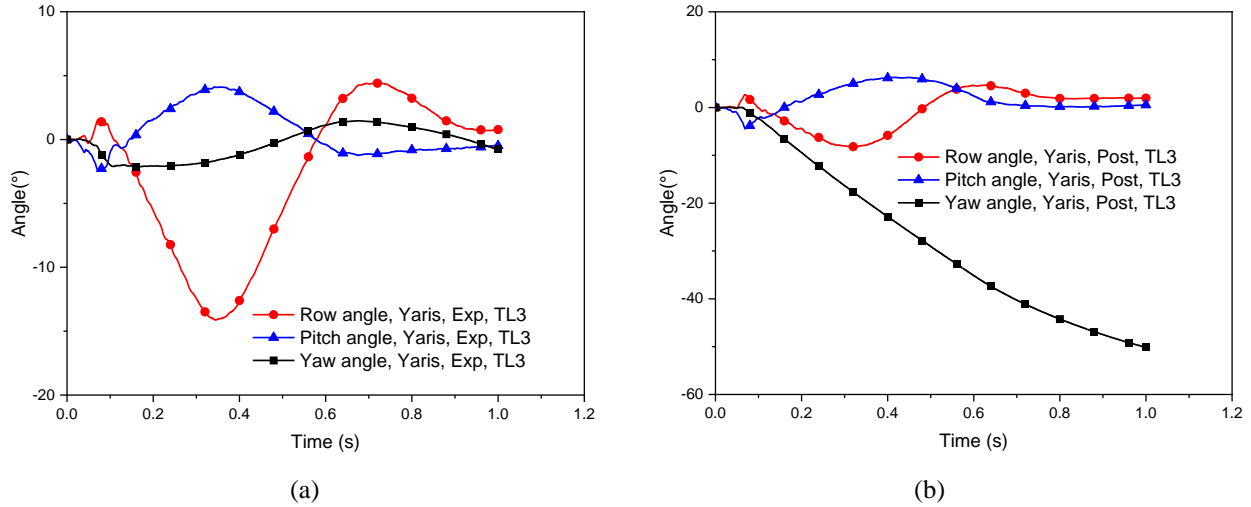 10
0
-10
-20
Angle(°)
0.0 0.2 0.4 0.6 0.8 1.0 1.2
Time (s)
Row angle, Yaris, Exp, TL3
Pitch angle, Yaris, Exp, TL3
Yaw angle, Yaris, Exp, TL3
(a)
20
0
-20
-40
-60
Angle(°)
0.0 0.2 0.4 0.6 0.8 1.0 1.2
Time (s)
Row angle, Yaris, Post, TL3
Pitch angle, Yaris, Post, TL3
Yaw angle, Yaris, Post, TL3
(b)